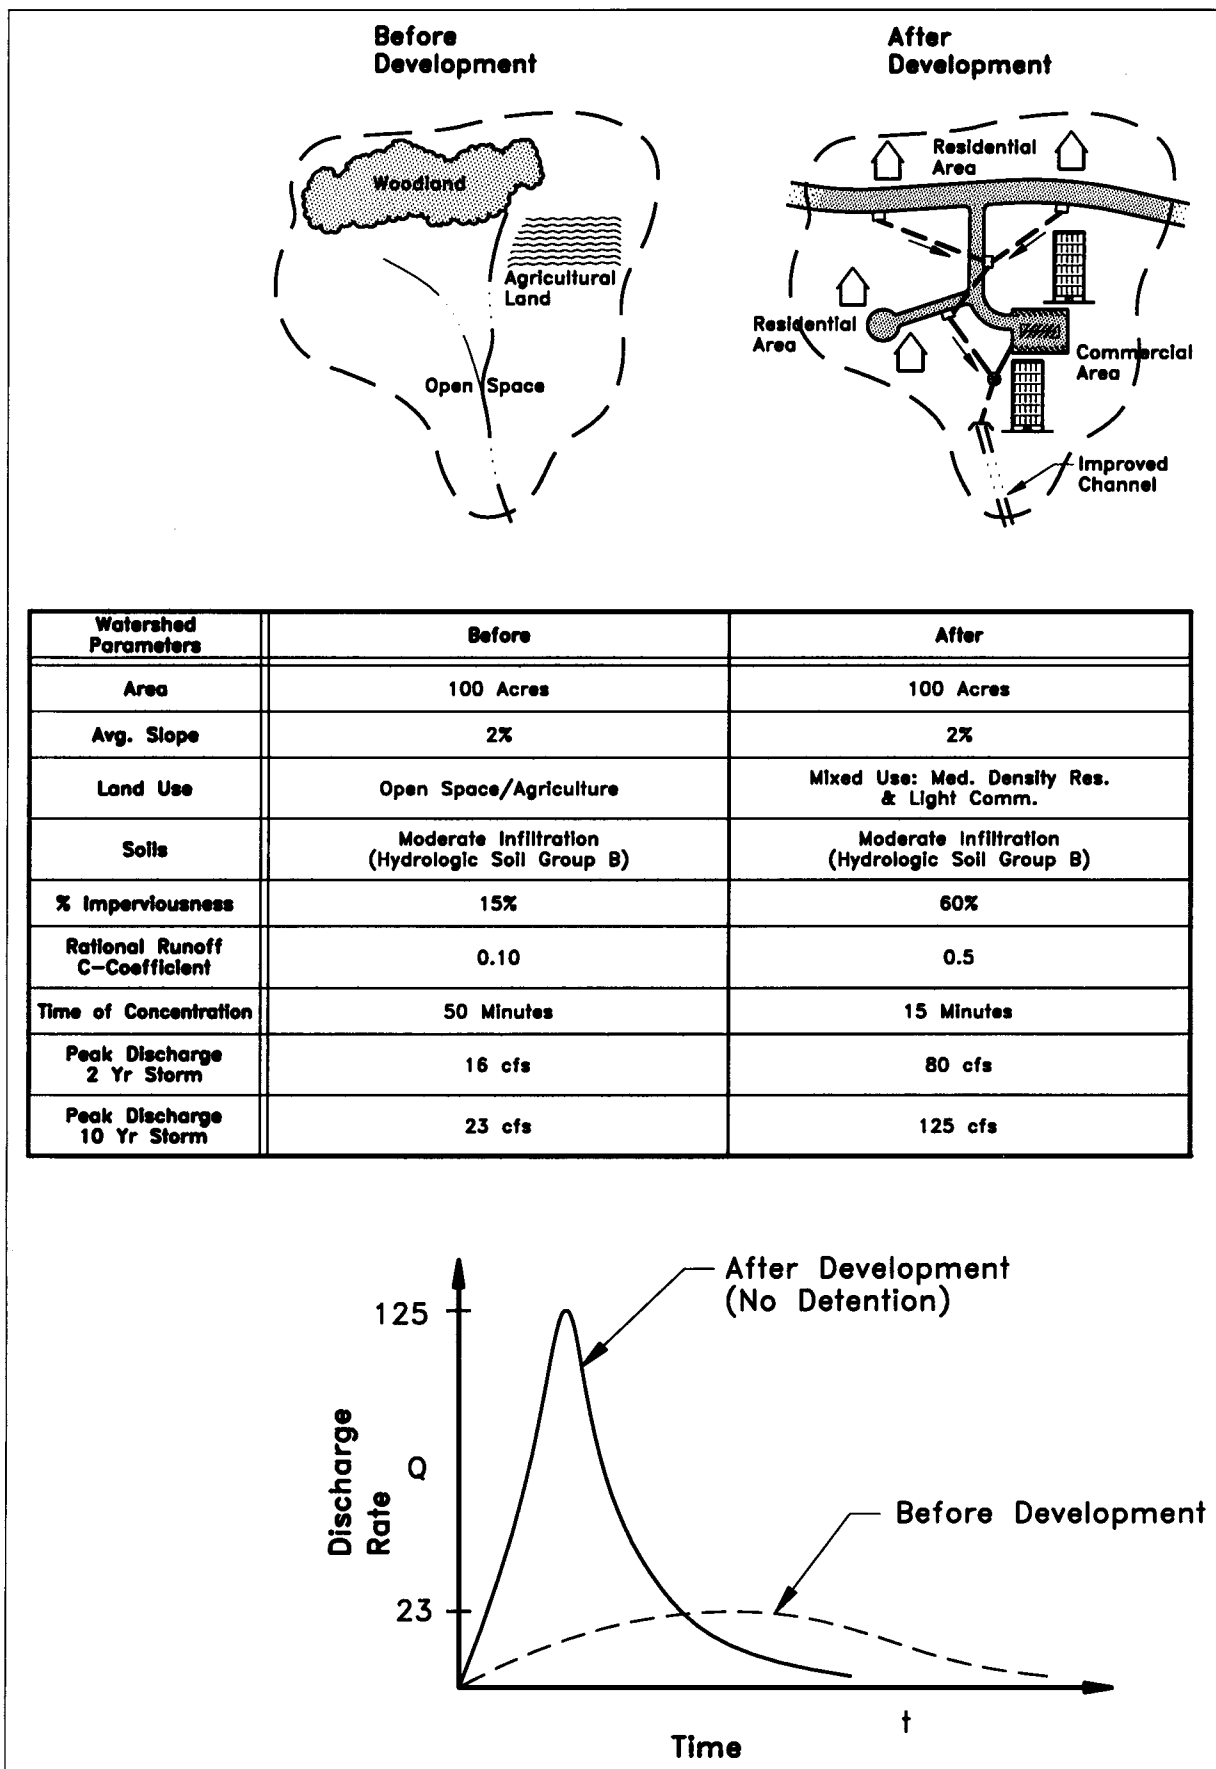 Before
Development
After
Development
Woodland
Agricultural
Land
Open Space
Residential
Area
Residential
Area
Commercial
Area
Improved
Channel
Watershed
Parameters
Before
After
Area
100 Acres
100 Acres
Avg. Slope
2%
2%
Land Use
Open Space/Agriculture
Mixed Use: Med. Density Res.
& Light Comm.
Soils
Moderate Infiltration
(Hydrologic Soil Group B)
Moderate Infiltration
(Hydrologic Soil Group B)
% Imperviousness
15%
60%
Rational Runoff
C-Coefficient
0.10
0.5
Time of Concentration
50 Minutes
15 Minutes
Peak Discharge
2 Yr Storm
16 cfs
80 cfs
Peak Discharge
10 Yr Storm
23 cfs
125 cfs
After Development
(No Detention)
125
Discharge
Rate
Q
Before Development
23
t
Time